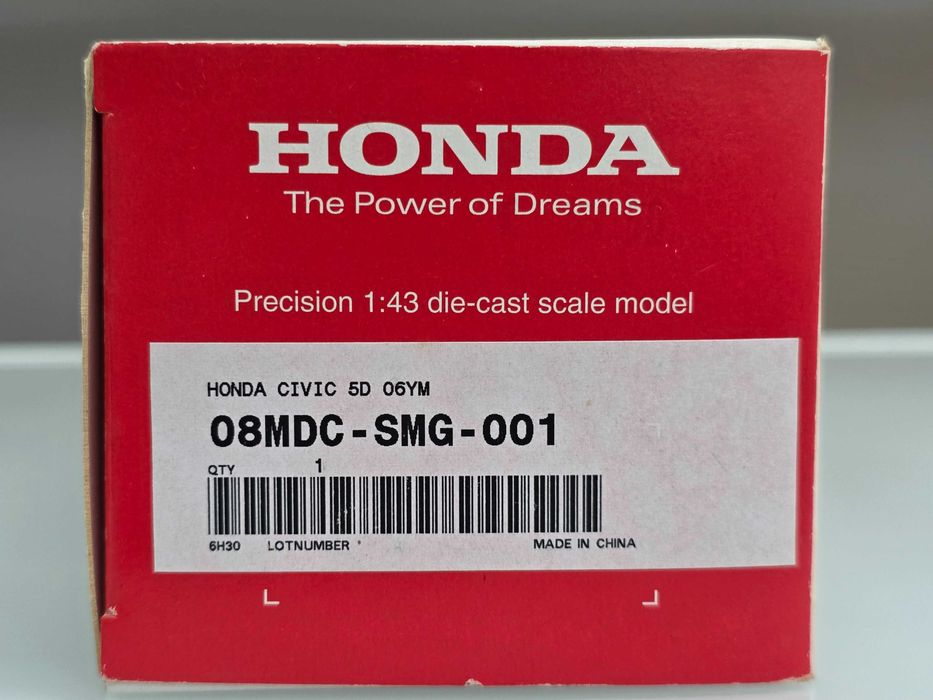 HONDA
The Power of Dreams
Precision 1:43 die-cast scale model
HONDA CIVIC 5D 06YM
08MDC-SMG-001
QTY 1
6H30 LOTNUMBER
MADE IN CHINA